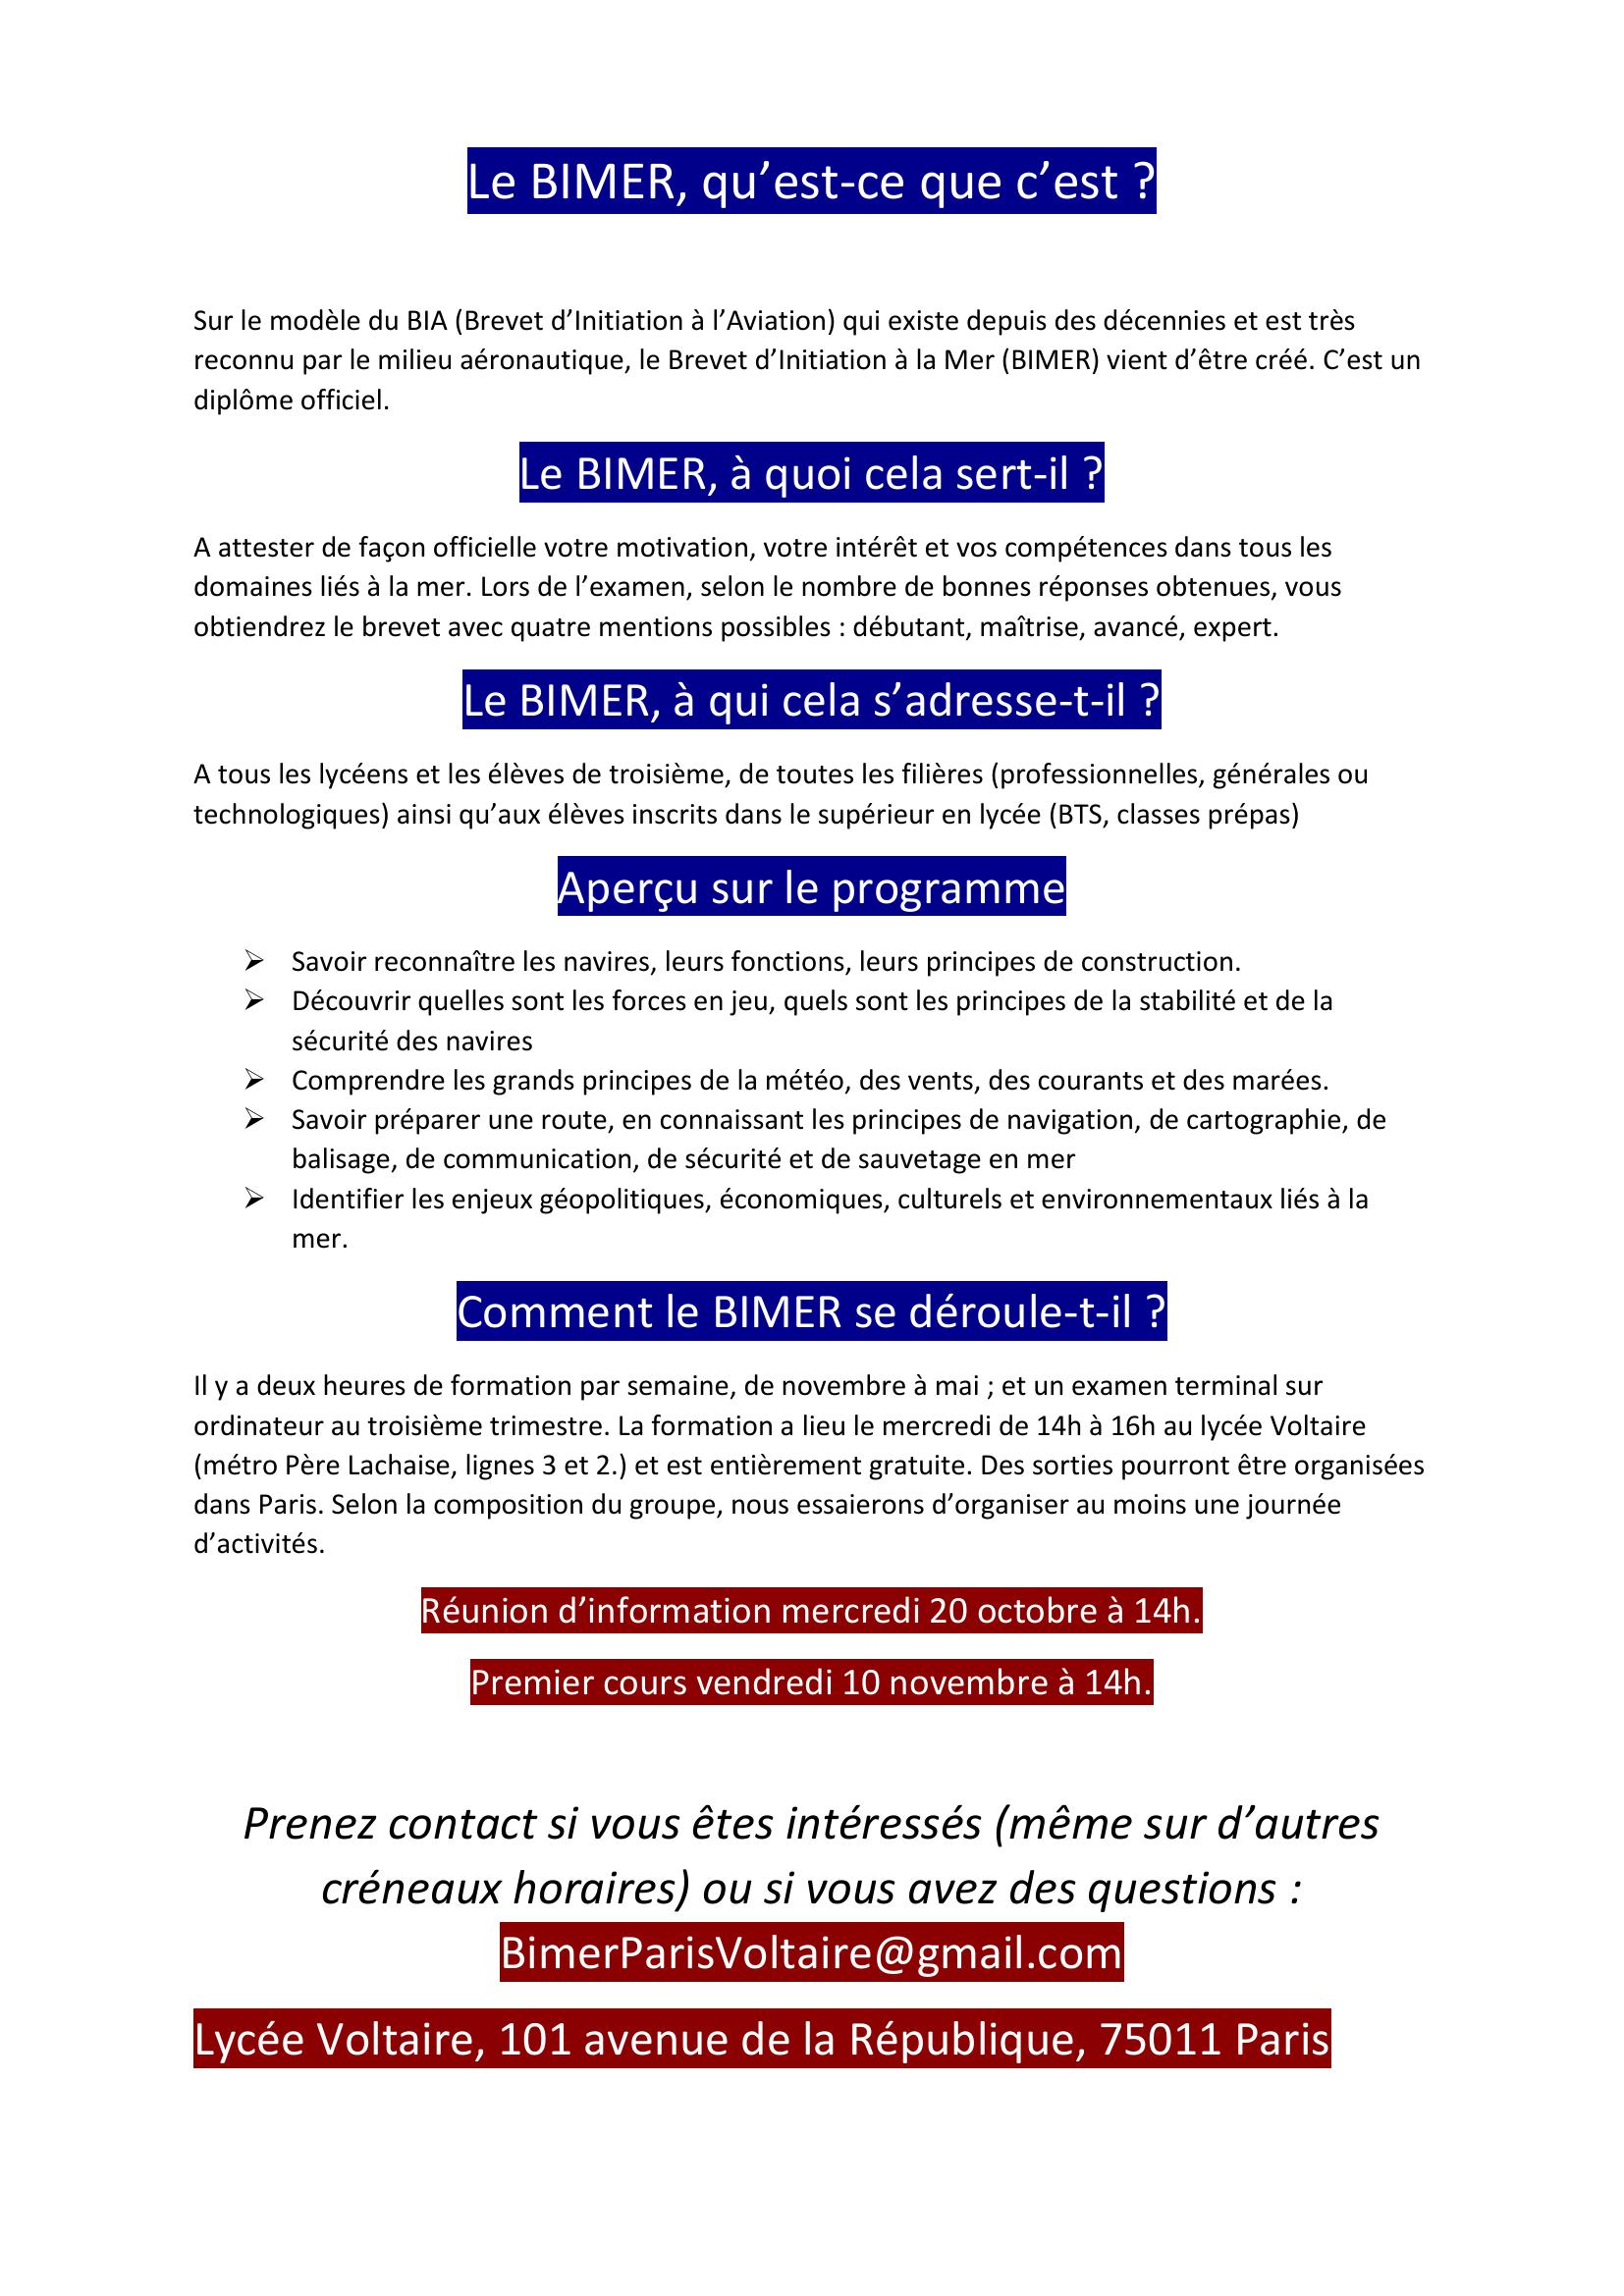 Le BIMER, qu’est-ce que c’est ?
Sur le modèle du BIA (Brevet d’Initiation à l’Aviation) qui existe depuis des décennies et est très
reconnu par le milieu aéronautique, le Brevet d’Initiation à la Mer (BIMER) vient d’être créé. C’est un
diplôme officiel.
Le BIMER, à quoi cela sert-il ?
A attester de façon officielle votre motivation, votre intérêt et vos compétences dans tous les
domaines liés à la mer. Lors de l’examen, selon le nombre de bonnes réponses obtenues, vous
obtiendrez le brevet avec quatre mentions possibles : débutant, maîtrise, avancé, expert.
Le BIMER, à qui cela s’adresse-t-il ?
A tous les lycéens et les élèves de troisième, de toutes les filières (professionnelles, générales ou
technologiques) ainsi qu’aux élèves inscrits dans le supérieur en lycée (BTS, classes prépas)
Aperçu sur le programme
➢ Savoir reconnaître les navires, leurs fonctions, leurs principes de construction.
➢ Découvrir quelles sont les forces en jeu, quels sont les principes de la stabilité et de la
sécurité des navires
➢ Comprendre les grands principes de la météo, des vents, des courants et des marées.
➢ Savoir préparer une route, en connaissant les principes de navigation, de cartographie, de
balisage, de communication, de sécurité et de sauvetage en mer
➢ Identifier les enjeux géopolitiques, économiques, culturels et environnementaux liés à la
mer.
Comment le BIMER se déroule-t-il ?
Il y a deux heures de formation par semaine, de novembre à mai ; et un examen terminal sur
ordinateur au troisième trimestre. La formation a lieu le mercredi de 14h à 16h au lycée Voltaire
(métro Père Lachaise, lignes 3 et 2.) et est entièrement gratuite. Des sorties pourront être organisées
dans Paris. Selon la composition du groupe, nous essaierons d’organiser au moins une journée
d’activités.
Réunion d’information mercredi 20 octobre à 14h.
Premier cours vendredi 10 novembre à 14h.
Prenez contact si vous êtes intéressés (même sur d’autres
créneaux horaires) ou si vous avez des questions :
BimerParisVoltaire@gmail.com
Lycée Voltaire, 101 avenue de la République, 75011 Paris